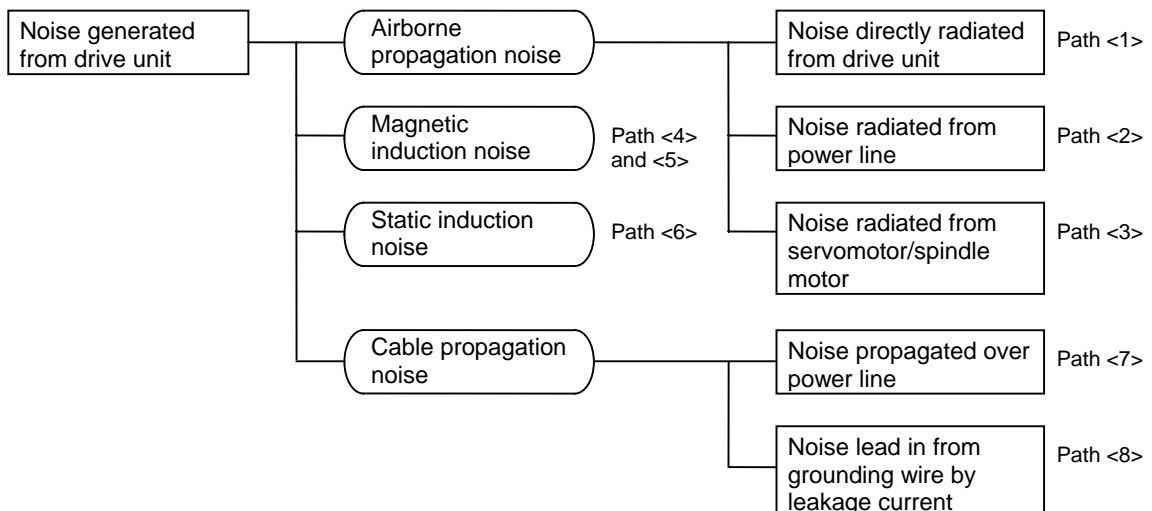 Noise generated
from drive unit
Airborne
propagation noise
Noise directly radiated
from drive unit
Path <1>
Magnetic
induction noise
Path <4>
and <5>
Noise radiated from
power line
Path <2>
Static induction
noise
Path <6>
Noise radiated from
servomotor/spindle
motor
Path <3>
Cable propagation
noise
Noise propagated over
power line
Path <7>
Noise lead in from
grounding wire by
leakage current
Path <8>